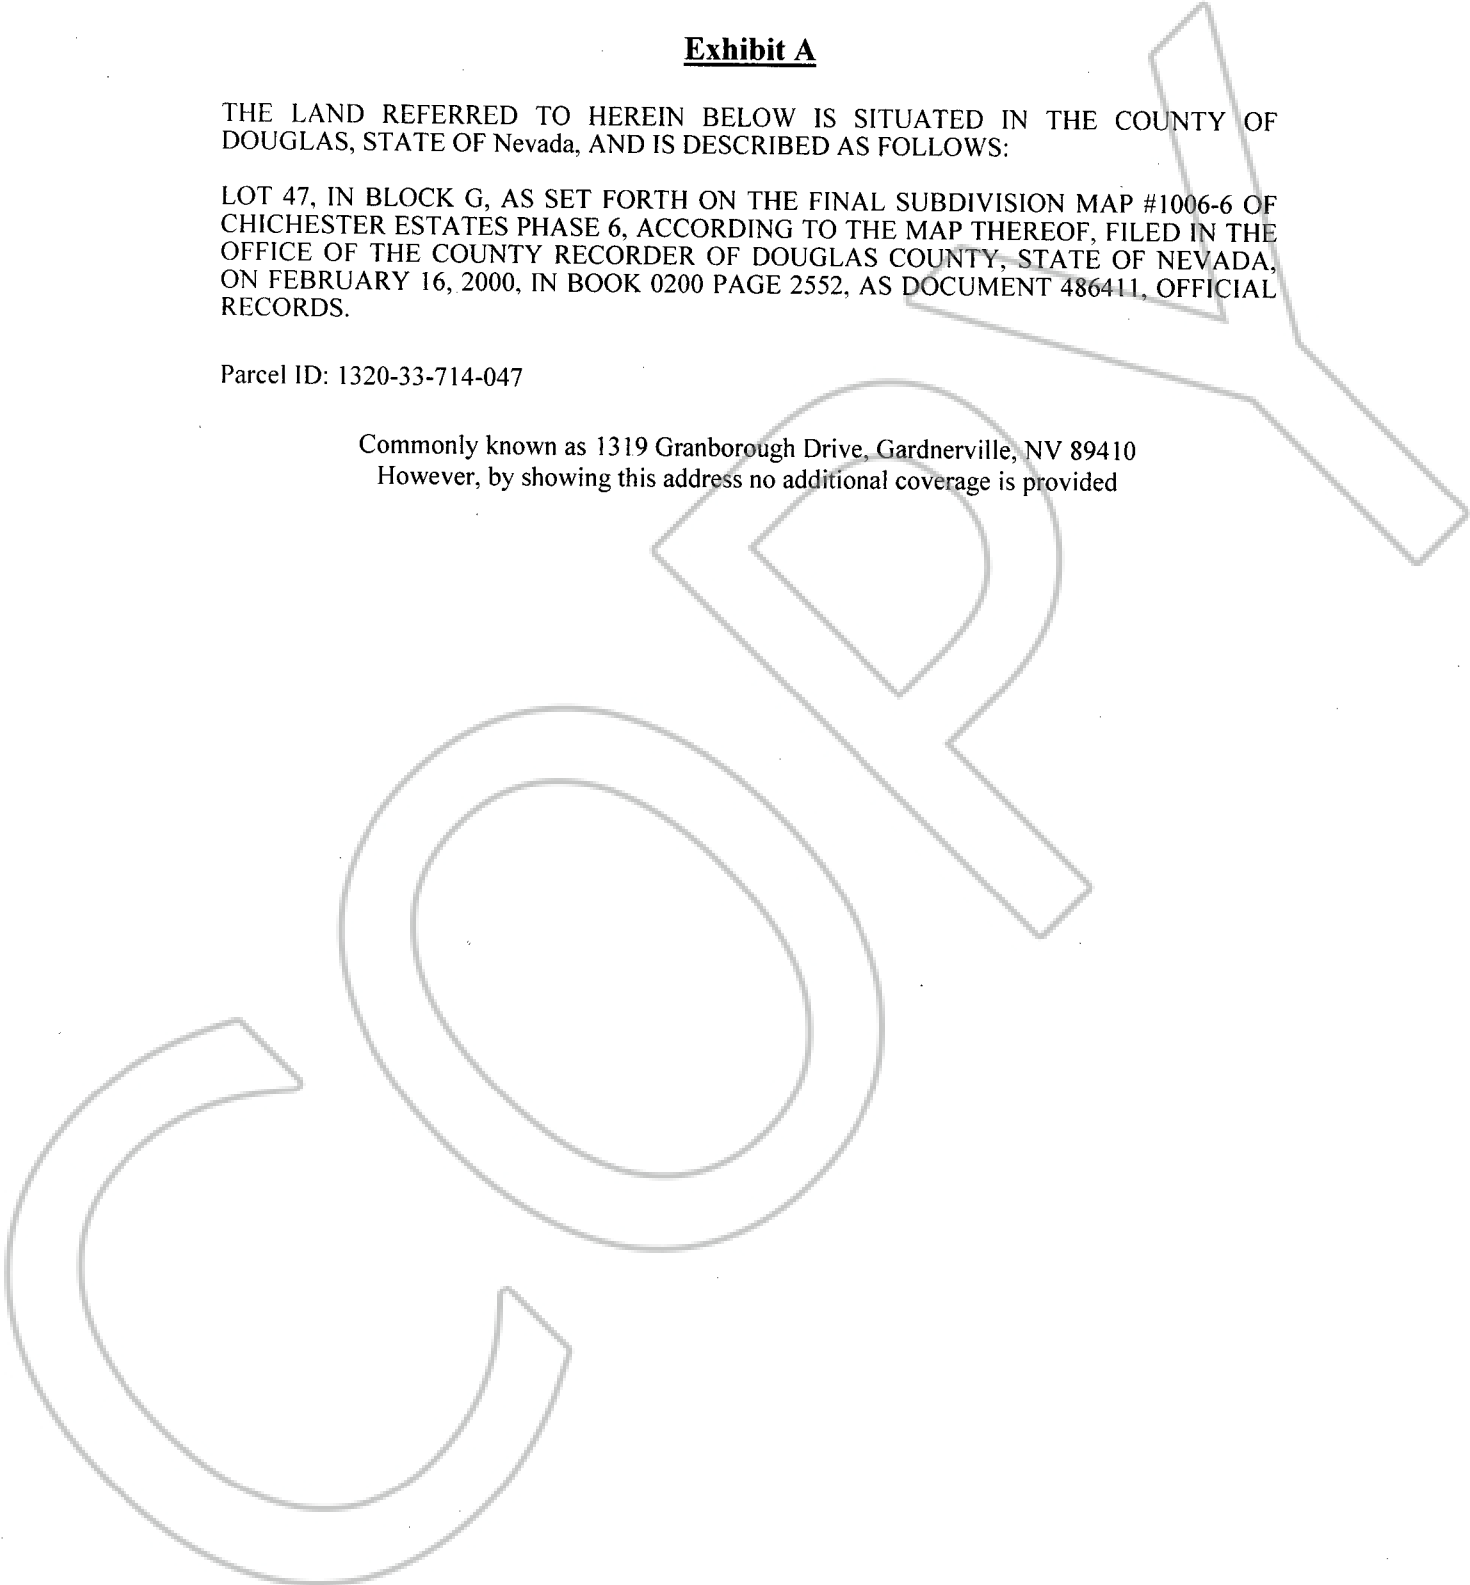 Exhibit A
THE LAND REFERRED TO HEREIN BELOW IS SITUATED IN THE COUNTY OF
DOUGLAS, STATE OF Nevada, AND IS DESCRIBED AS FOLLOWS:
LOT 47, IN BLOCK G, AS SET FORTH ON THE FINAL SUBDIVISION MAP #1006-6 OF
CHICHESTER ESTATES PHASE 6, ACCORDING TO THE MAP THEREOF, FILED IN THE
OFFICE OF THE COUNTY RECORDER OF DOUGLAS COUNTY, STATE OF NEVADA,
ON FEBRUARY 16, 2000, IN BOOK 0200 PAGE 2552, AS DOCUMENT 486411, OFFICIAL
RECORDS.
Parcel ID: 1320-33-714-047
Commonly known as 1319 Granborough Drive, Gardnerville, NV 89410
However, by showing this address no additional coverage is provided
COPY